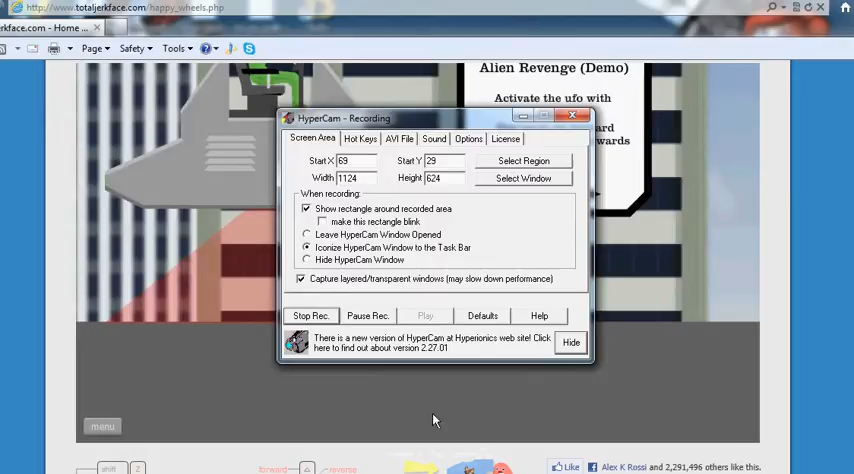 http://www.totaljerkface.com/happy_wheels.php
erkface.com - Home ...
Page Safety Tools
Alien Revenge (Demo)
Activate the ufo with
ard
wards
HyperCam - Recording
Screen Area Hot Keys AVI File Sound Options License
Start X 69 Start Y 29 Select Region
Width 1124 Height 624 Select Window
When recording:
Show rectangle around recorded area
make this rectangle blink
Leave HyperCam Window Opened
Iconize HyperCam Window to the Task Bar
Hide HyperCam Window
Capture layered/transparent windows (may slow down performance)
Stop Rec. Pause Rec. Play Defaults Help
There is a new version of HyperCam at Hyperionics web site! Click
here to find out about version 2.27.01
Hide
menu
shift Z forward reverse
Like Alex K Rossi and 2,291,496 others like this.